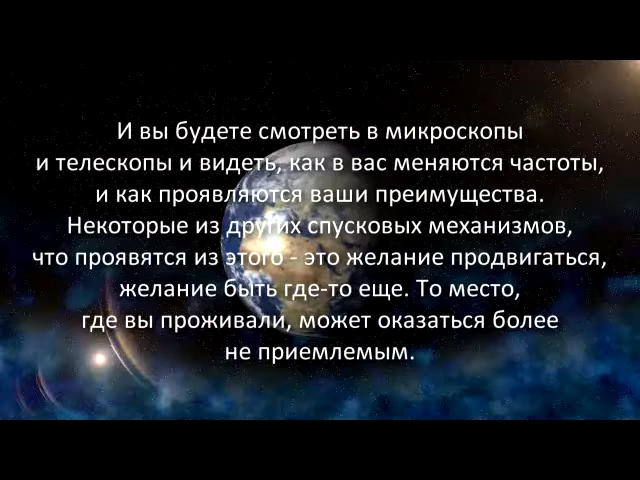 И вы будете смотреть в микроскопы
и телескопы и видеть, как в вас меняются частоты,
и как проявляются ваши преимущества.
Некоторые из других спусковых механизмов,
что проявятся из этого - это желание продвигаться,
желание быть где-то еще. То место,
где вы проживали, может оказаться более
не приемлемым.